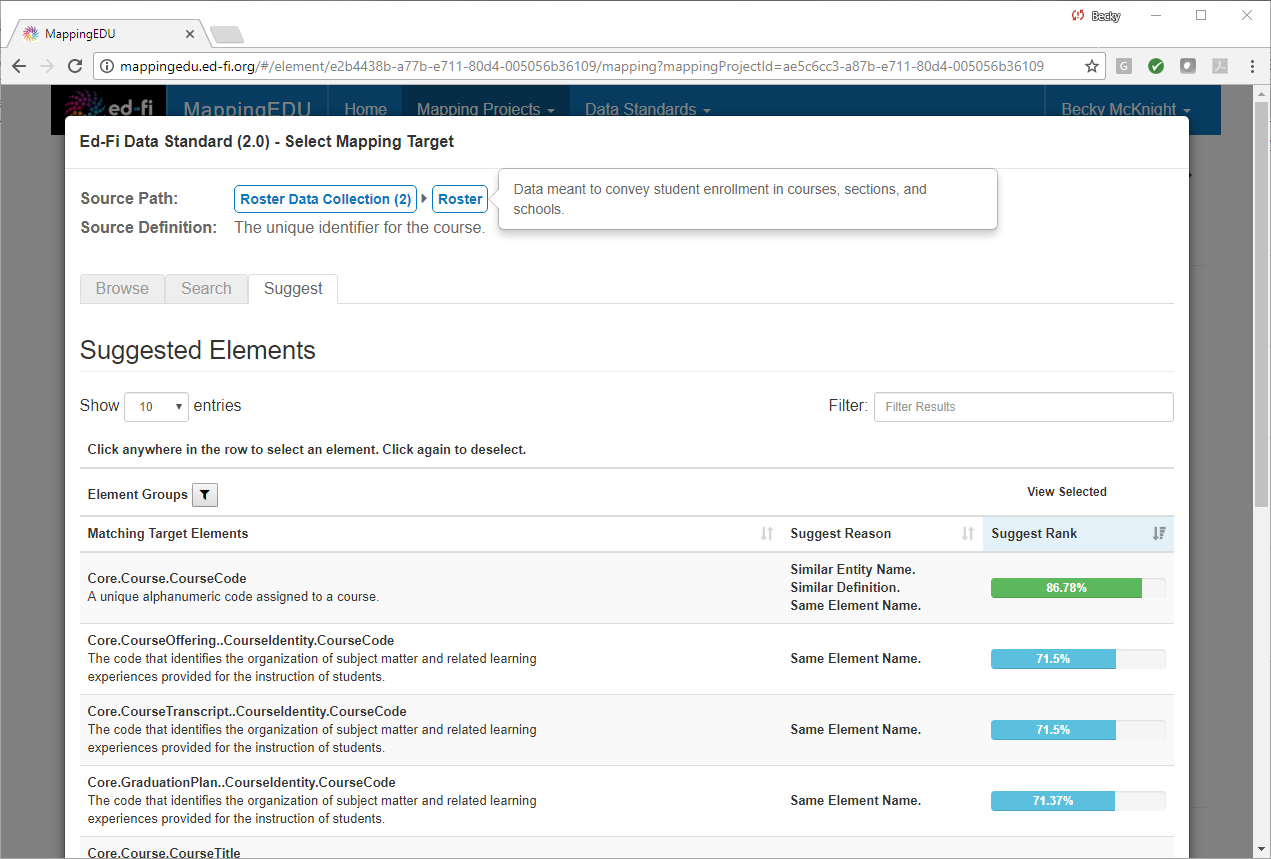 Becky
MappingEDU
mappingedu.ed-fi.org/#/element/e2b4438b-a77b-e711-80d4-005056b36109/mapping?mappingProjectId=ae5c6cc3-a87b-e711-80d4-005056b36109
G
ed-fi MappingEDU Home Mapping Projects Data Standards Becky McKnight
Ed-Fi Data Standard (2.0) - Select Mapping Target
Source Path: Roster Data Collection (2) Roster
Data meant to convey student enrollment in courses, sections, and
schools.
Source Definition: The unique identifier for the course.
Browse Search Suggest
Suggested Elements
Show 10 entries Filter: Filter Results
Click anywhere in the row to select an element. Click again to deselect.
Element Groups View Selected
Matching Target Elements Suggest Reason Suggest Rank
Core.Course.CourseCode
A unique alphanumeric code assigned to a course.
Similar Entity Name.
Similar Definition.
Same Element Name.
86.78%
Core.CourseOffering..CourseIdentity.CourseCode
The code that identifies the organization of subject matter and related learning
experiences provided for the instruction of students.
Same Element Name.
71.5%
Core.CourseTranscript..CourseIdentity.CourseCode
The code that identifies the organization of subject matter and related learning
experiences provided for the instruction of students.
Same Element Name.
71.5%
Core.GraduationPlan..CourseIdentity.CourseCode
The code that identifies the organization of subject matter and related learning
experiences provided for the instruction of students.
Same Element Name.
71.37%
Core.Course.CourseTitle